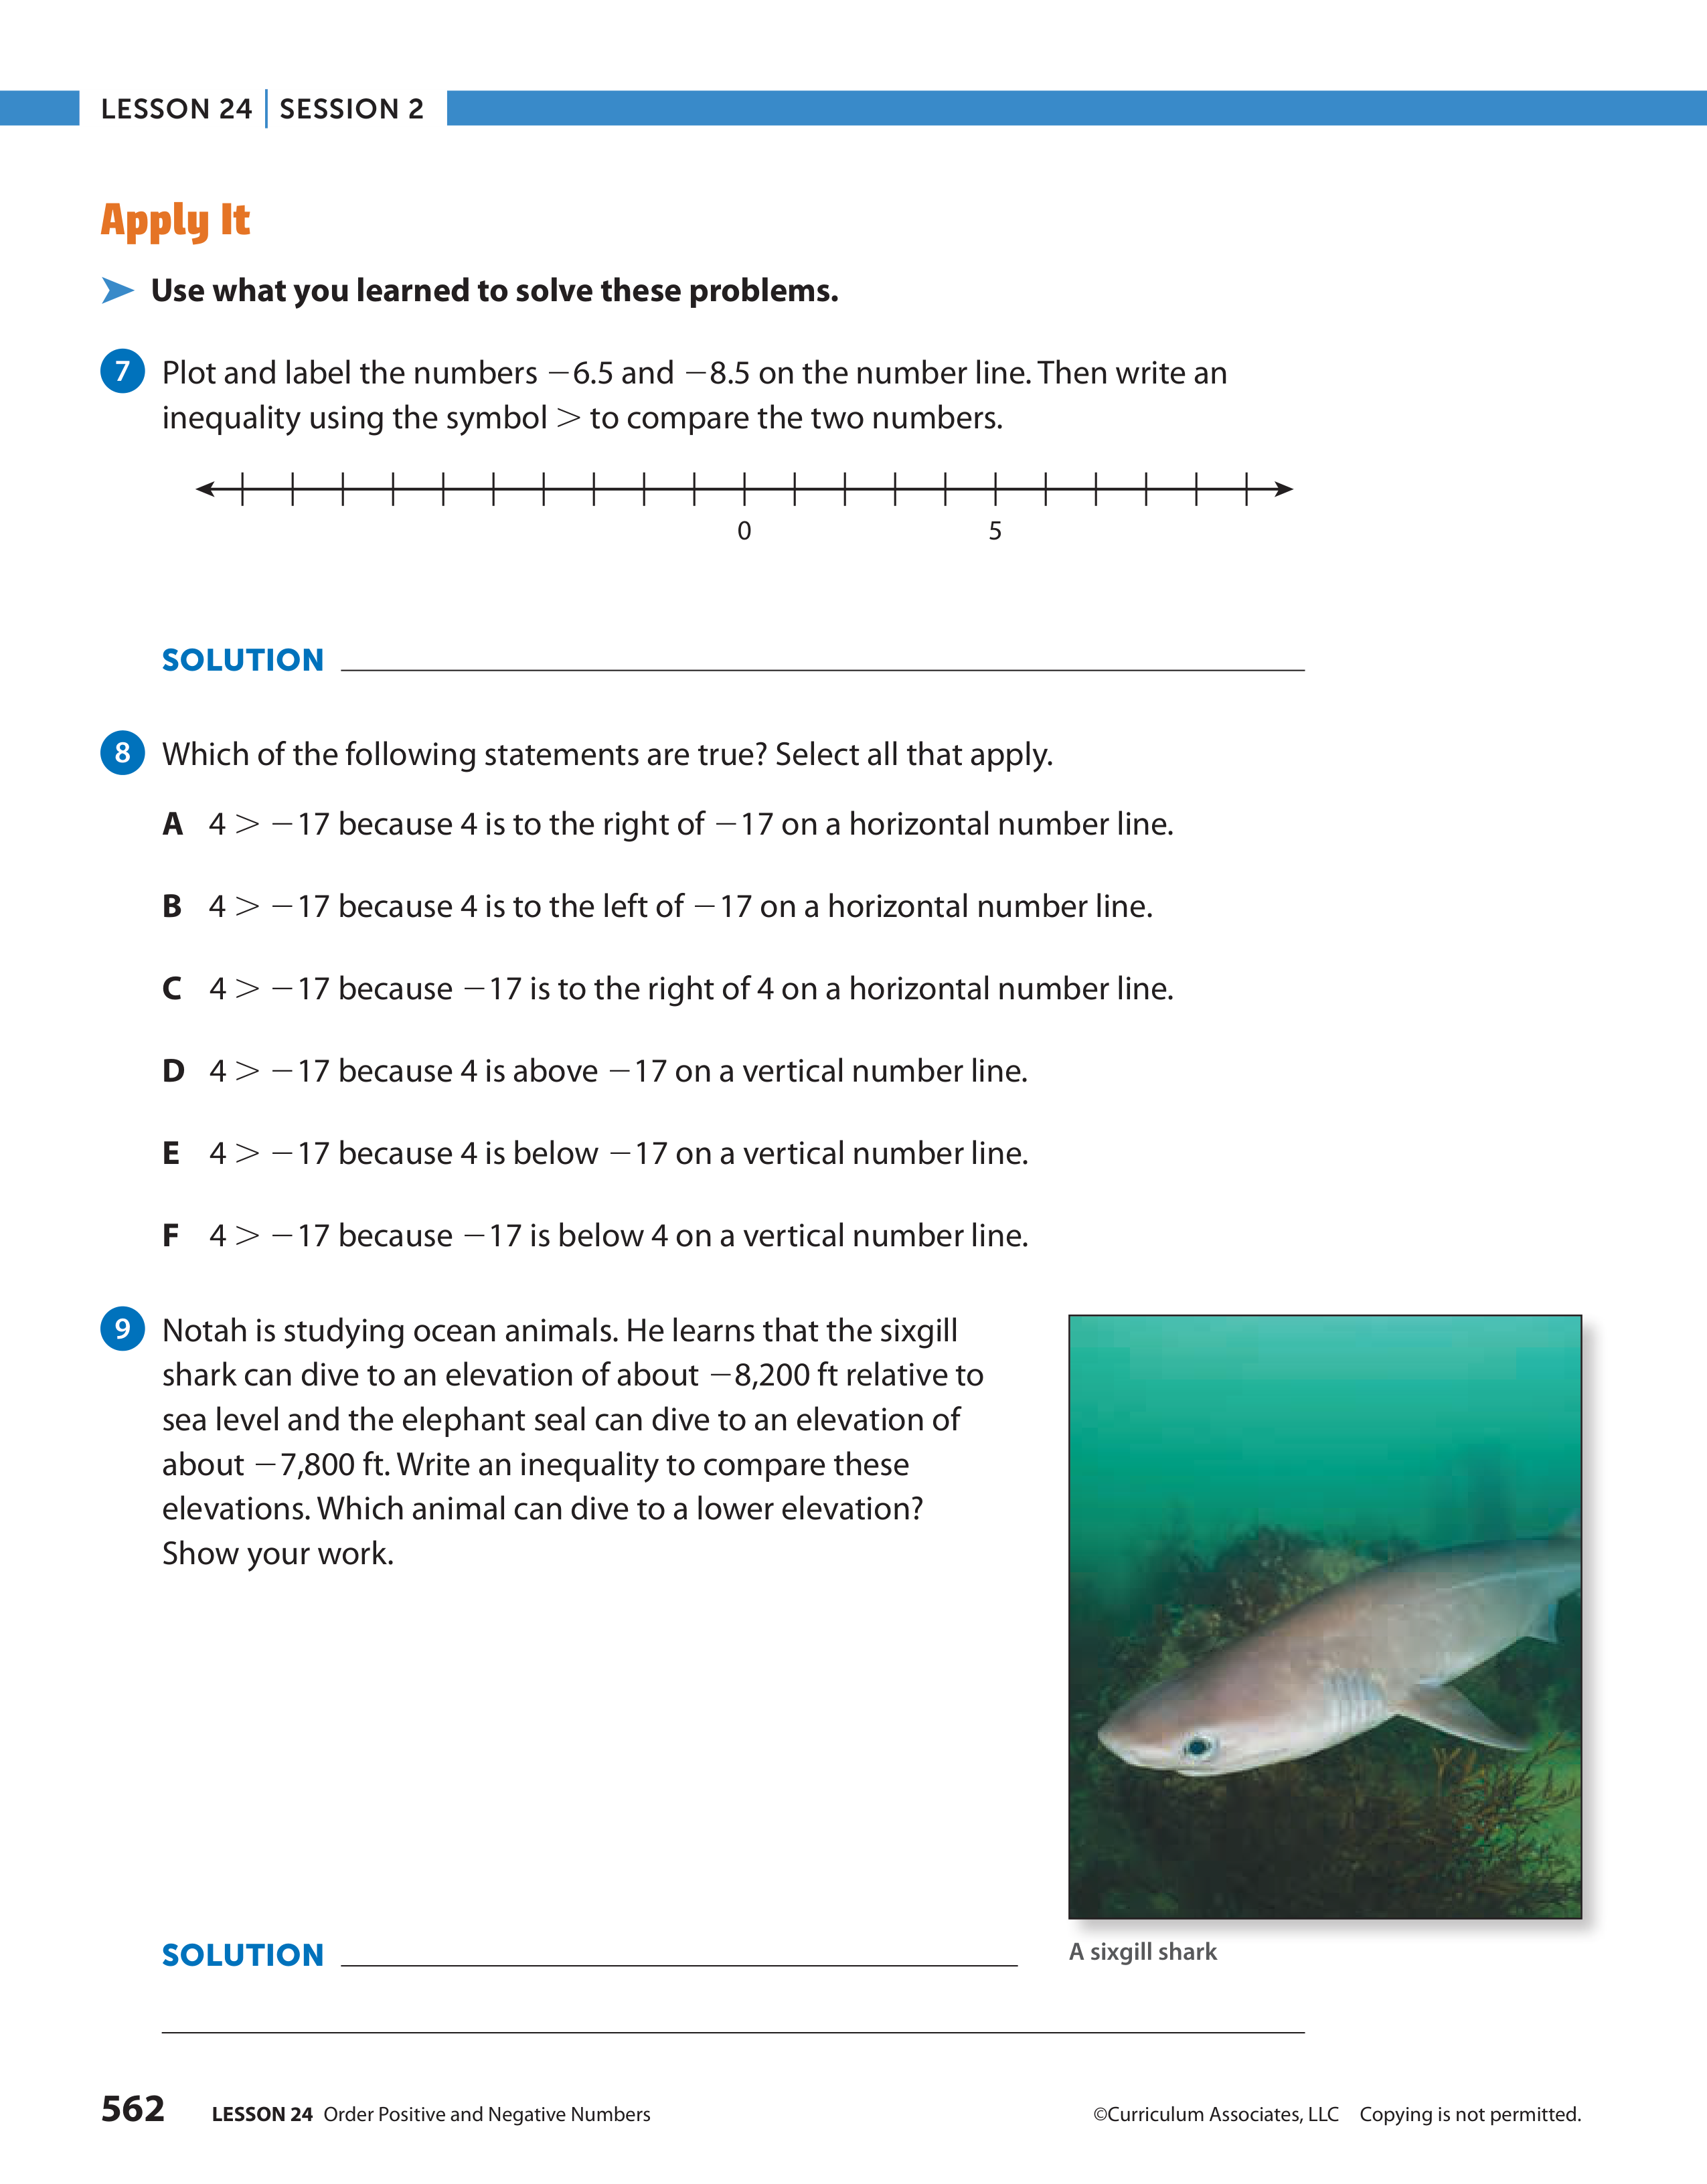 LESSON 24 | SESSION 2
Apply It
Use what you learned to solve these problems.
7 Plot and label the numbers −6.5 and −8.5 on the number line. Then write an
inequality using the symbol > to compare the two numbers.
0 5
SOLUTION
8 Which of the following statements are true? Select all that apply.
A 4 > −17 because 4 is to the right of −17 on a horizontal number line.
B 4 > −17 because 4 is to the left of −17 on a horizontal number line.
C 4 > −17 because −17 is to the right of 4 on a horizontal number line.
D 4 > −17 because 4 is above −17 on a vertical number line.
E 4 > −17 because 4 is below −17 on a vertical number line.
F 4 > −17 because −17 is below 4 on a vertical number line.
9 Notah is studying ocean animals. He learns that the sixgill
shark can dive to an elevation of about −8,200 ft relative to
sea level and the elephant seal can dive to an elevation of
about −7,800 ft. Write an inequality to compare these
elevations. Which animal can dive to a lower elevation?
Show your work.
SOLUTION
A sixgill shark
562 LESSON 24 Order Positive and Negative Numbers
©Curriculum Associates, LLC Copying is not permitted.